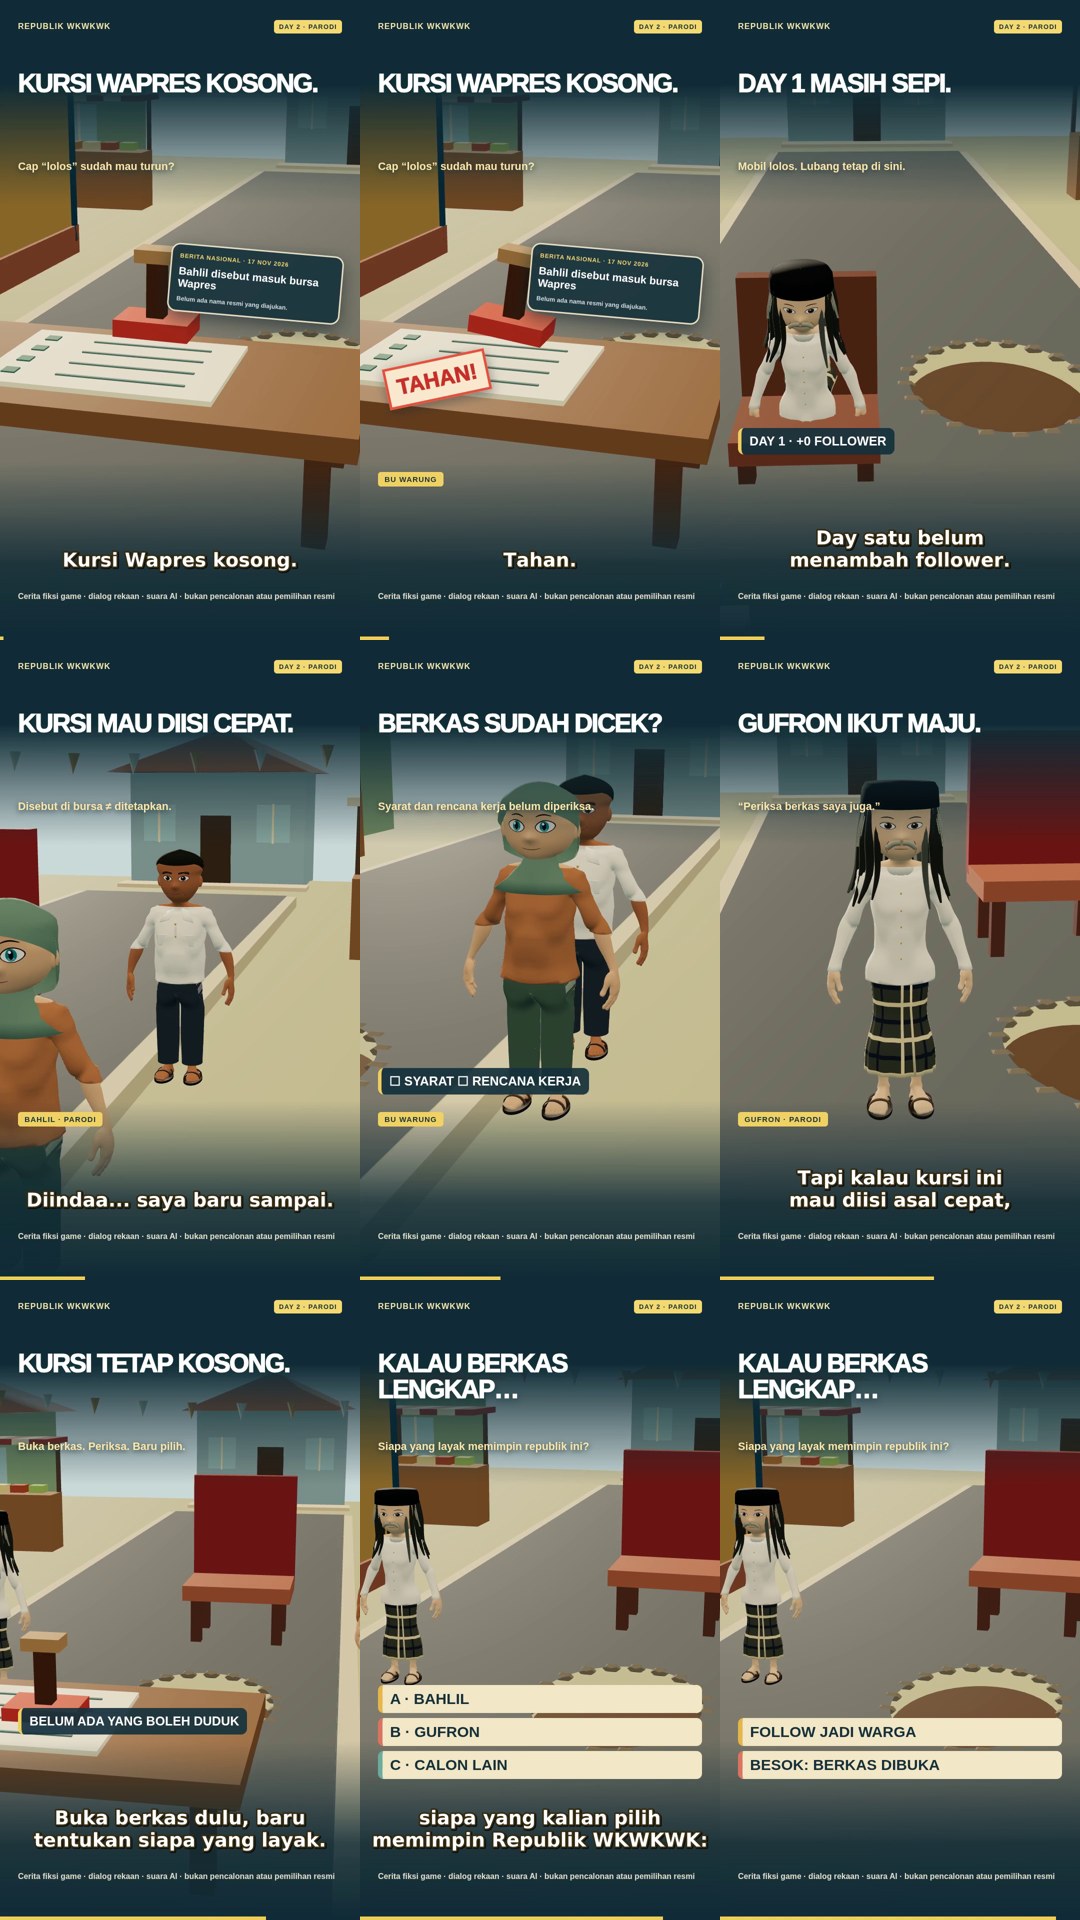 REPUBLIK WKWKWK
DAY 2 · PARODI
KURSI WAPRES KOSONG.
Cap “lolos” sudah mau turun?
BERITA NASIONAL · 17 NOV 2026
Bahlil disebut masuk bursa
Wapres
Belum ada nama resmi yang diajukan.
Kursi Wapres kosong.
Cerita fiksi game · dialog rekaan · suara AI · bukan pencalonan atau pemilihan resmi
REPUBLIK WKWKWK
DAY 2 · PARODI
KURSI WAPRES KOSONG.
Cap “lolos” sudah mau turun?
BERITA NASIONAL · 17 NOV 2026
Bahlil disebut masuk bursa
Wapres
Belum ada nama resmi yang diajukan.
TAHAN!
BU WARUNG
Tahan.
Cerita fiksi game · dialog rekaan · suara AI · bukan pencalonan atau pemilihan resmi
REPUBLIK WKWKWK
DAY 2 · PARODI
DAY 1 MASIH SEPI.
Mobil lolos. Lubang tetap di sini.
DAY 1 · +0 FOLLOWER
Day satu belum
menambah follower.
Cerita fiksi game · dialog rekaan · suara AI · bukan pencalonan atau pemilihan resmi
REPUBLIK WKWKWK
DAY 2 · PARODI
KURSI MAU DIISI CEPAT.
Disebut di bursa ≠ ditetapkan.
BAHLIL · PARODI
Diindaa... saya baru sampai.
Cerita fiksi game · dialog rekaan · suara AI · bukan pencalonan atau pemilihan resmi
REPUBLIK WKWKWK
DAY 2 · PARODI
BERKAS SUDAH DICEK?
Syarat dan rencana kerja belum diperiksa.
☐ SYARAT ☐ RENCANA KERJA
BU WARUNG
Cerita fiksi game · dialog rekaan · suara AI · bukan pencalonan atau pemilihan resmi
REPUBLIK WKWKWK
DAY 2 · PARODI
GUFRON IKUT MAJU.
“Periksa berkas saya juga.”
GUFRON · PARODI
Tapi kalau kursi ini
mau diisi asal cepat,
Cerita fiksi game · dialog rekaan · suara AI · bukan pencalonan atau pemilihan resmi
REPUBLIK WKWKWK
DAY 2 · PARODI
KURSI TETAP KOSONG.
Buka berkas. Periksa. Baru pilih.
BELUM ADA YANG BOLEH DUDUK
Buka berkas dulu, baru
tentukan siapa yang layak.
Cerita fiksi game · dialog rekaan · suara AI · bukan pencalonan atau pemilihan resmi
REPUBLIK WKWKWK
DAY 2 · PARODI
KALAU BERKAS
LENGKAP…
Siapa yang layak memimpin republik ini?
A · BAHLIL
B · GUFRON
C · CALON LAIN
siapa yang kalian pilih
memimpin Republik WKWKWK:
Cerita fiksi game · dialog rekaan · suara AI · bukan pencalonan atau pemilihan resmi
REPUBLIK WKWKWK
DAY 2 · PARODI
KALAU BERKAS
LENGKAP…
Siapa yang layak memimpin republik ini?
FOLLOW JADI WARGA
BESOK: BERKAS DIBUKA
Cerita fiksi game · dialog rekaan · suara AI · bukan pencalonan atau pemilihan resmi